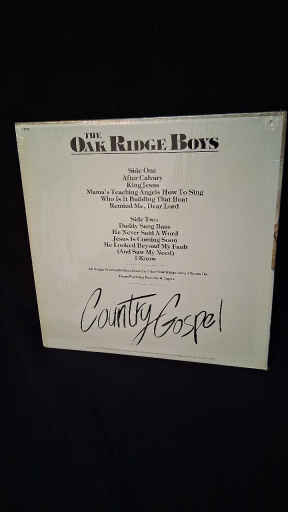 THE
OAK RIDGE BOYS
Side One
After Calvary
King Jesus
Mama's Teaching Angels How To Sing
Who Is It Building That Boat
Remind Me, Dear Lord
Side Two
Daddy Sang Bass
He Never Said A Word
Jesus Is Coming Soon
He Looked Beyond My Fault
(And Saw My Need)
I Know
Country Gospel